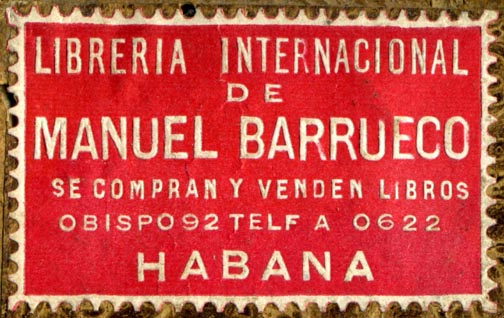 LIBRERIA INTERNACIONAL
DE
MANUEL BARRUECO
SE COMPRAN Y VENDEN LIBROS
OBISPO 92 TELF A 0622
HABANA